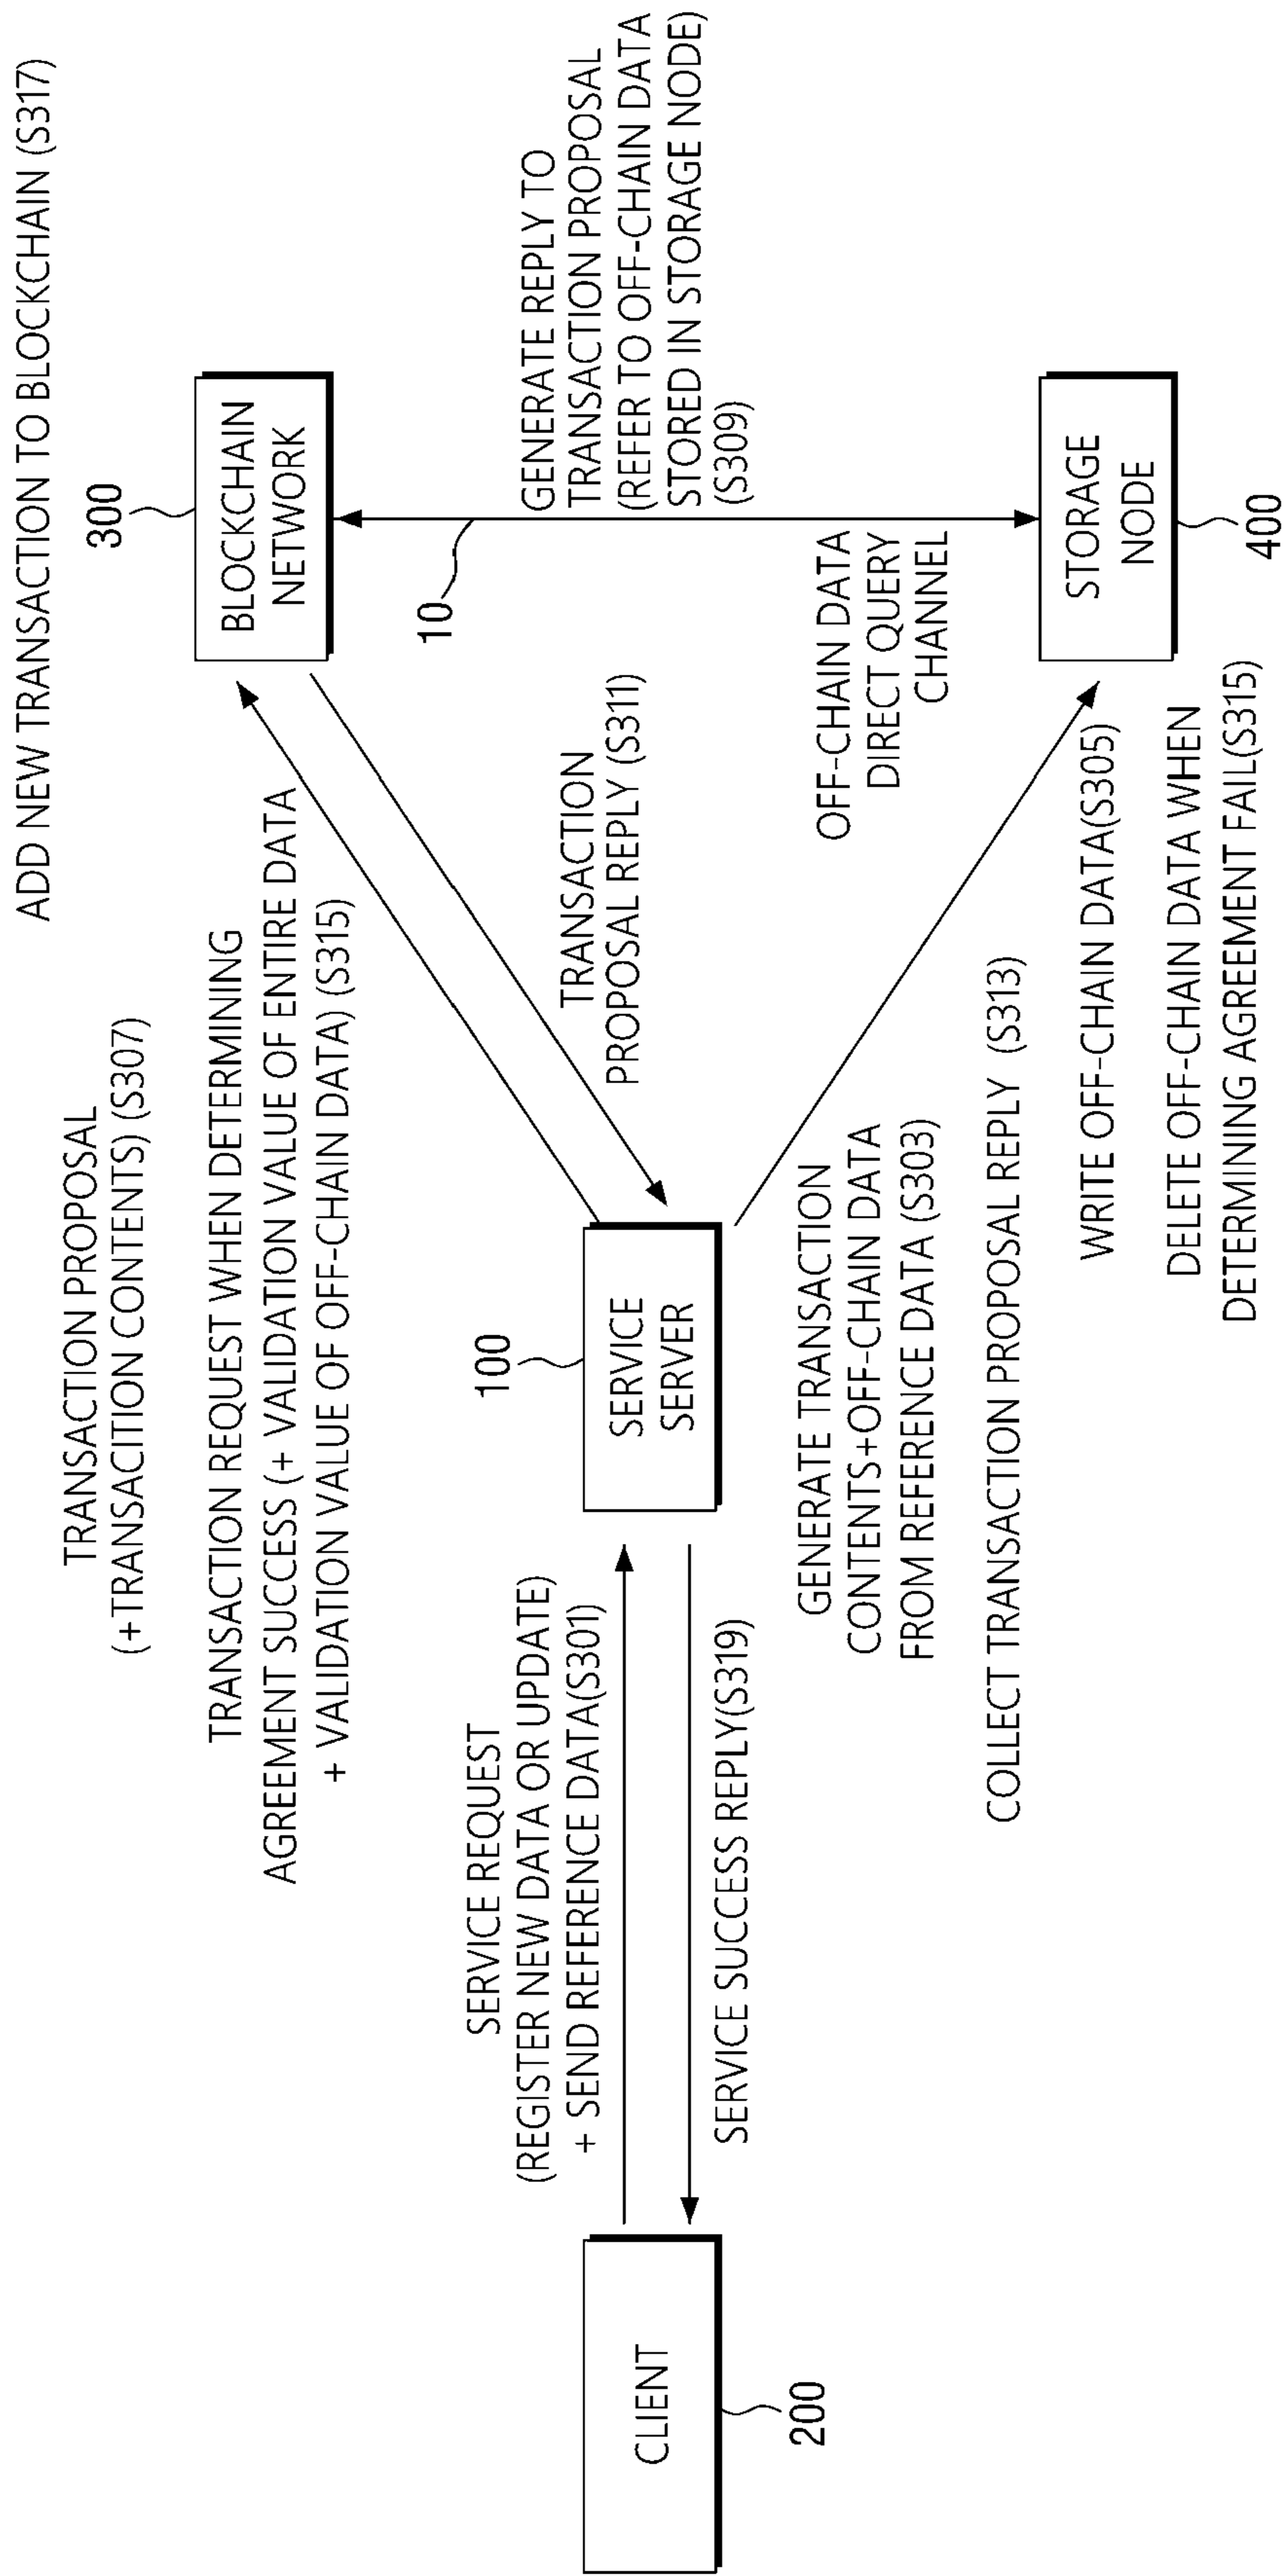 ADD NEW TRANSACTION TO BLOCKCHAIN (S317)
TRANSACTION PROPOSAL
(+TRANSACITION CONTENTS) (S307)
300
BLOCKCHAIN
NETWORK
TRANSACTION REQUEST WHEN DETERMINING
AGREEMENT SUCCESS (+ VALIDATION VALUE OF ENTIRE DATA
+ VALIDATION VALUE OF OFF-CHAIN DATA) (S315)
10
GENERATE REPLY TO
TRANSACTION PROPOSAL
(REFER TO OFF-CHAIN DATA
STORED IN STORAGE NODE)
(S309)
SERVICE REQUEST
(REGISTER NEW DATA OR UPDATE)
+ SEND REFERENCE DATA(S301)
100
SERVICE
SERVER
TRANSACTION
PROPOSAL REPLY (S311)
CLIENT
200
SERVICE SUCCESS REPLY(S319)
GENERATE TRANSACTION
CONTENTS+OFF-CHAIN DATA
FROM REFERENCE DATA (S303)
OFF-CHAIN DATA
DIRECT QUERY
CHANNEL
COLLECT TRANSACTION PROPOSAL REPLY (S313)
WRITE OFF-CHAIN DATA(S305)
DELETE OFF-CHAIN DATA WHEN
DETERMINING AGREEMENT FAIL(S315)
STORAGE
NODE
400